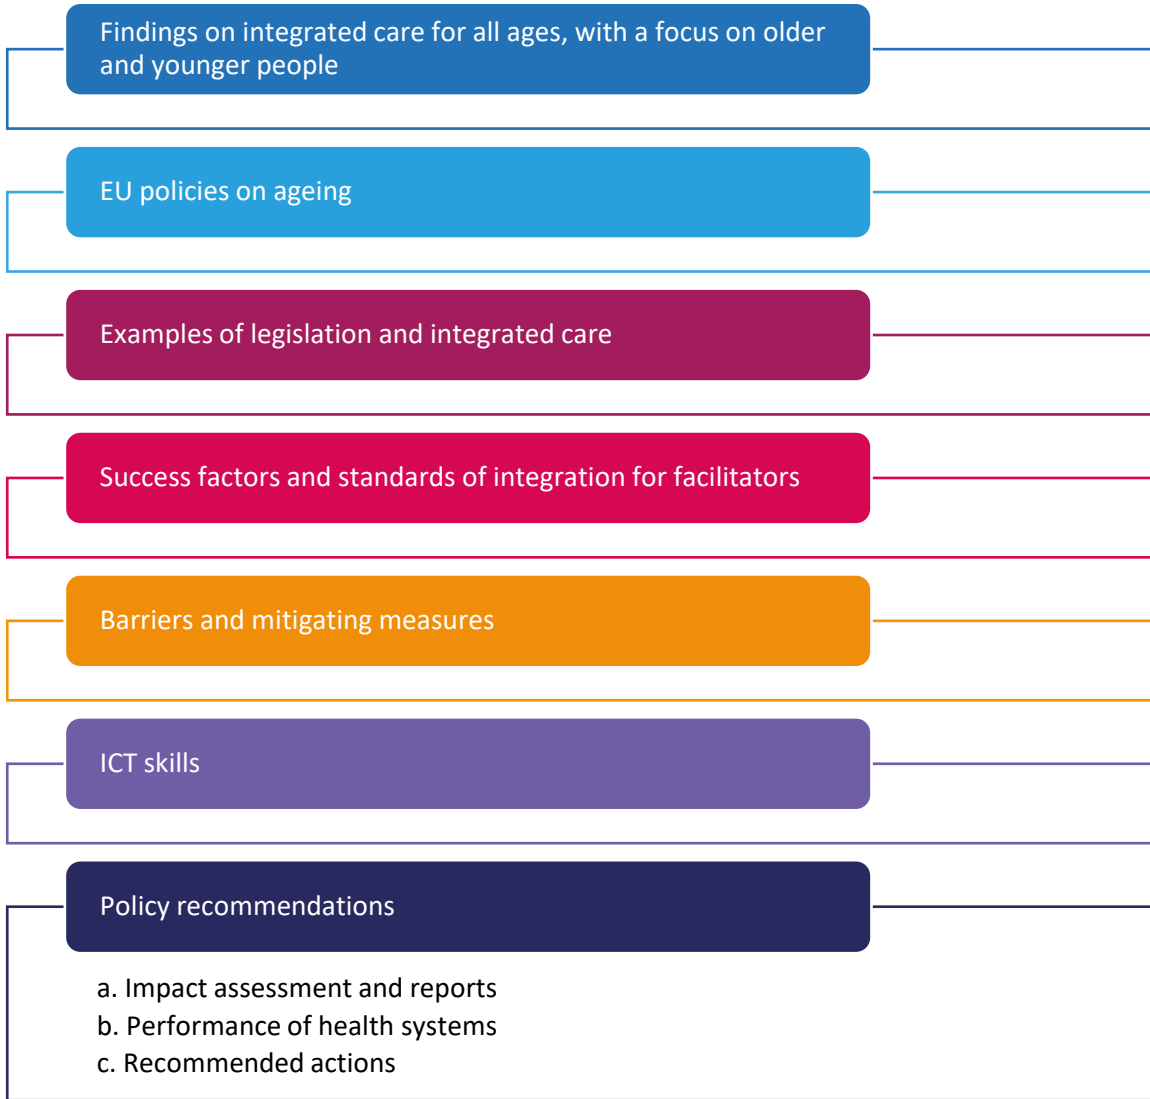 Findings on integrated care for all ages, with a focus on older
and younger people
EU policies on ageing
Examples of legislation and integrated care
Success factors and standards of integration for facilitators
Barriers and mitigating measures
ICT skills
Policy recommendations
a. Impact assessment and reports
b. Performance of health systems
c. Recommended actions